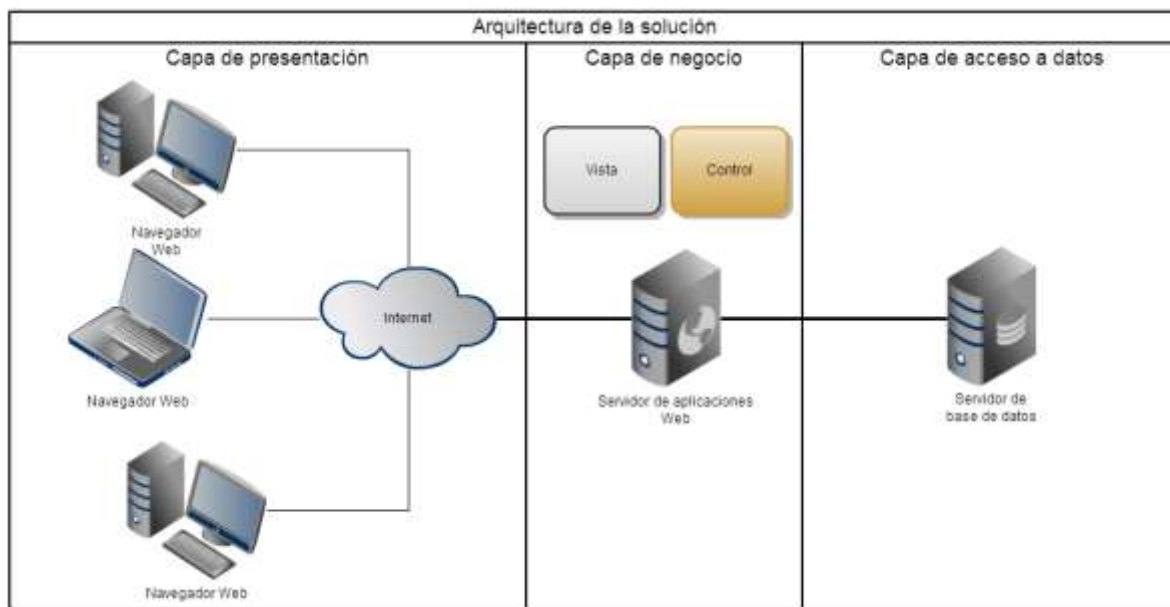 Arquitectura de la solución
Capa de presentación
Capa de negocio
Capa de acceso a datos
Vista
Control
Navegador
Web
Internet
Navegador Web
Servidor de aplicaciones
Web
Servidor de
base de datos
Navegador Web